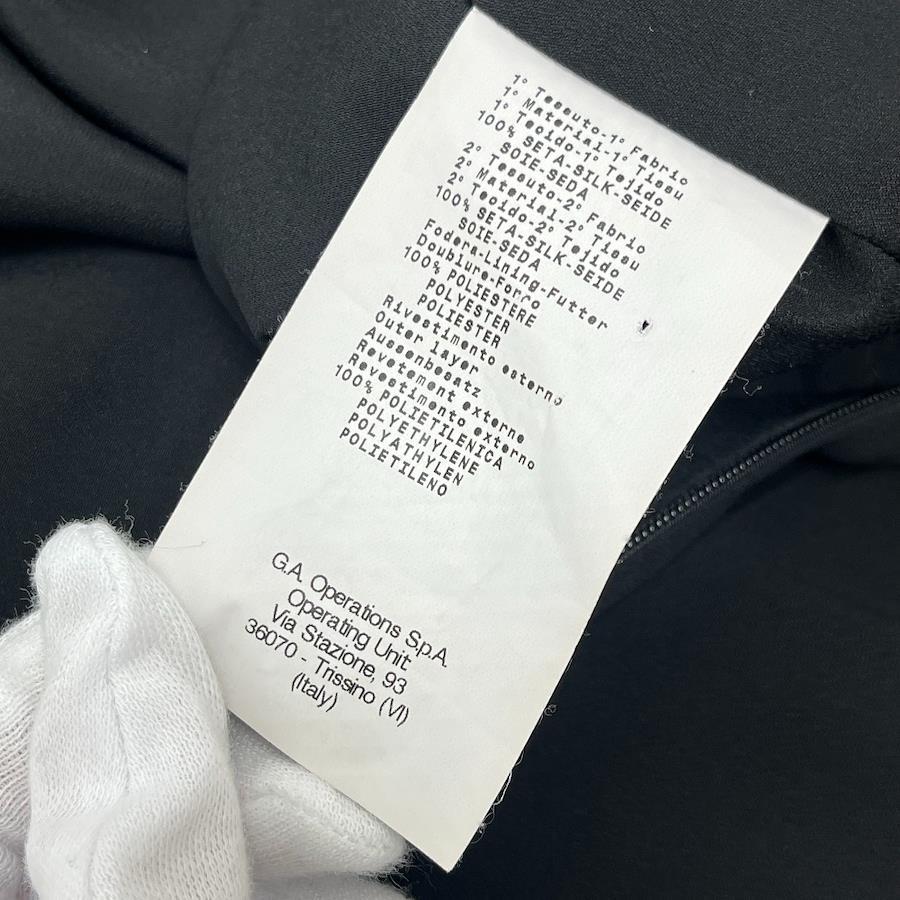 1° Tessuto-1° Fabric
1° Material-1° Tissu
1° Tecido-1° Tejido
100% SETA-SILK-SEIDE
SOIE-SEDA
2° Tessuto-2° Fabric
2° Material-2° Tissu
2° Tecido-2° Tejido
100% SETA-SILK-SEIDE
SOIE-SEDA
Fodera-Lining-Futter
Doublure-Forro
100% POLIESTERE
POLYESTER
POLIESTER
Rivestimento esterno
Outer layer
Aussenbesatz
Revetement externe
Revestimento externo
100% POLIETILENICA
POLYETHYLENE
POLYATHYLEN
POLIETILENO
G.A. Operations S.p.A.
Operating Unit
Via Stazione, 93
36070 - Trissino (VI)
(Italy)